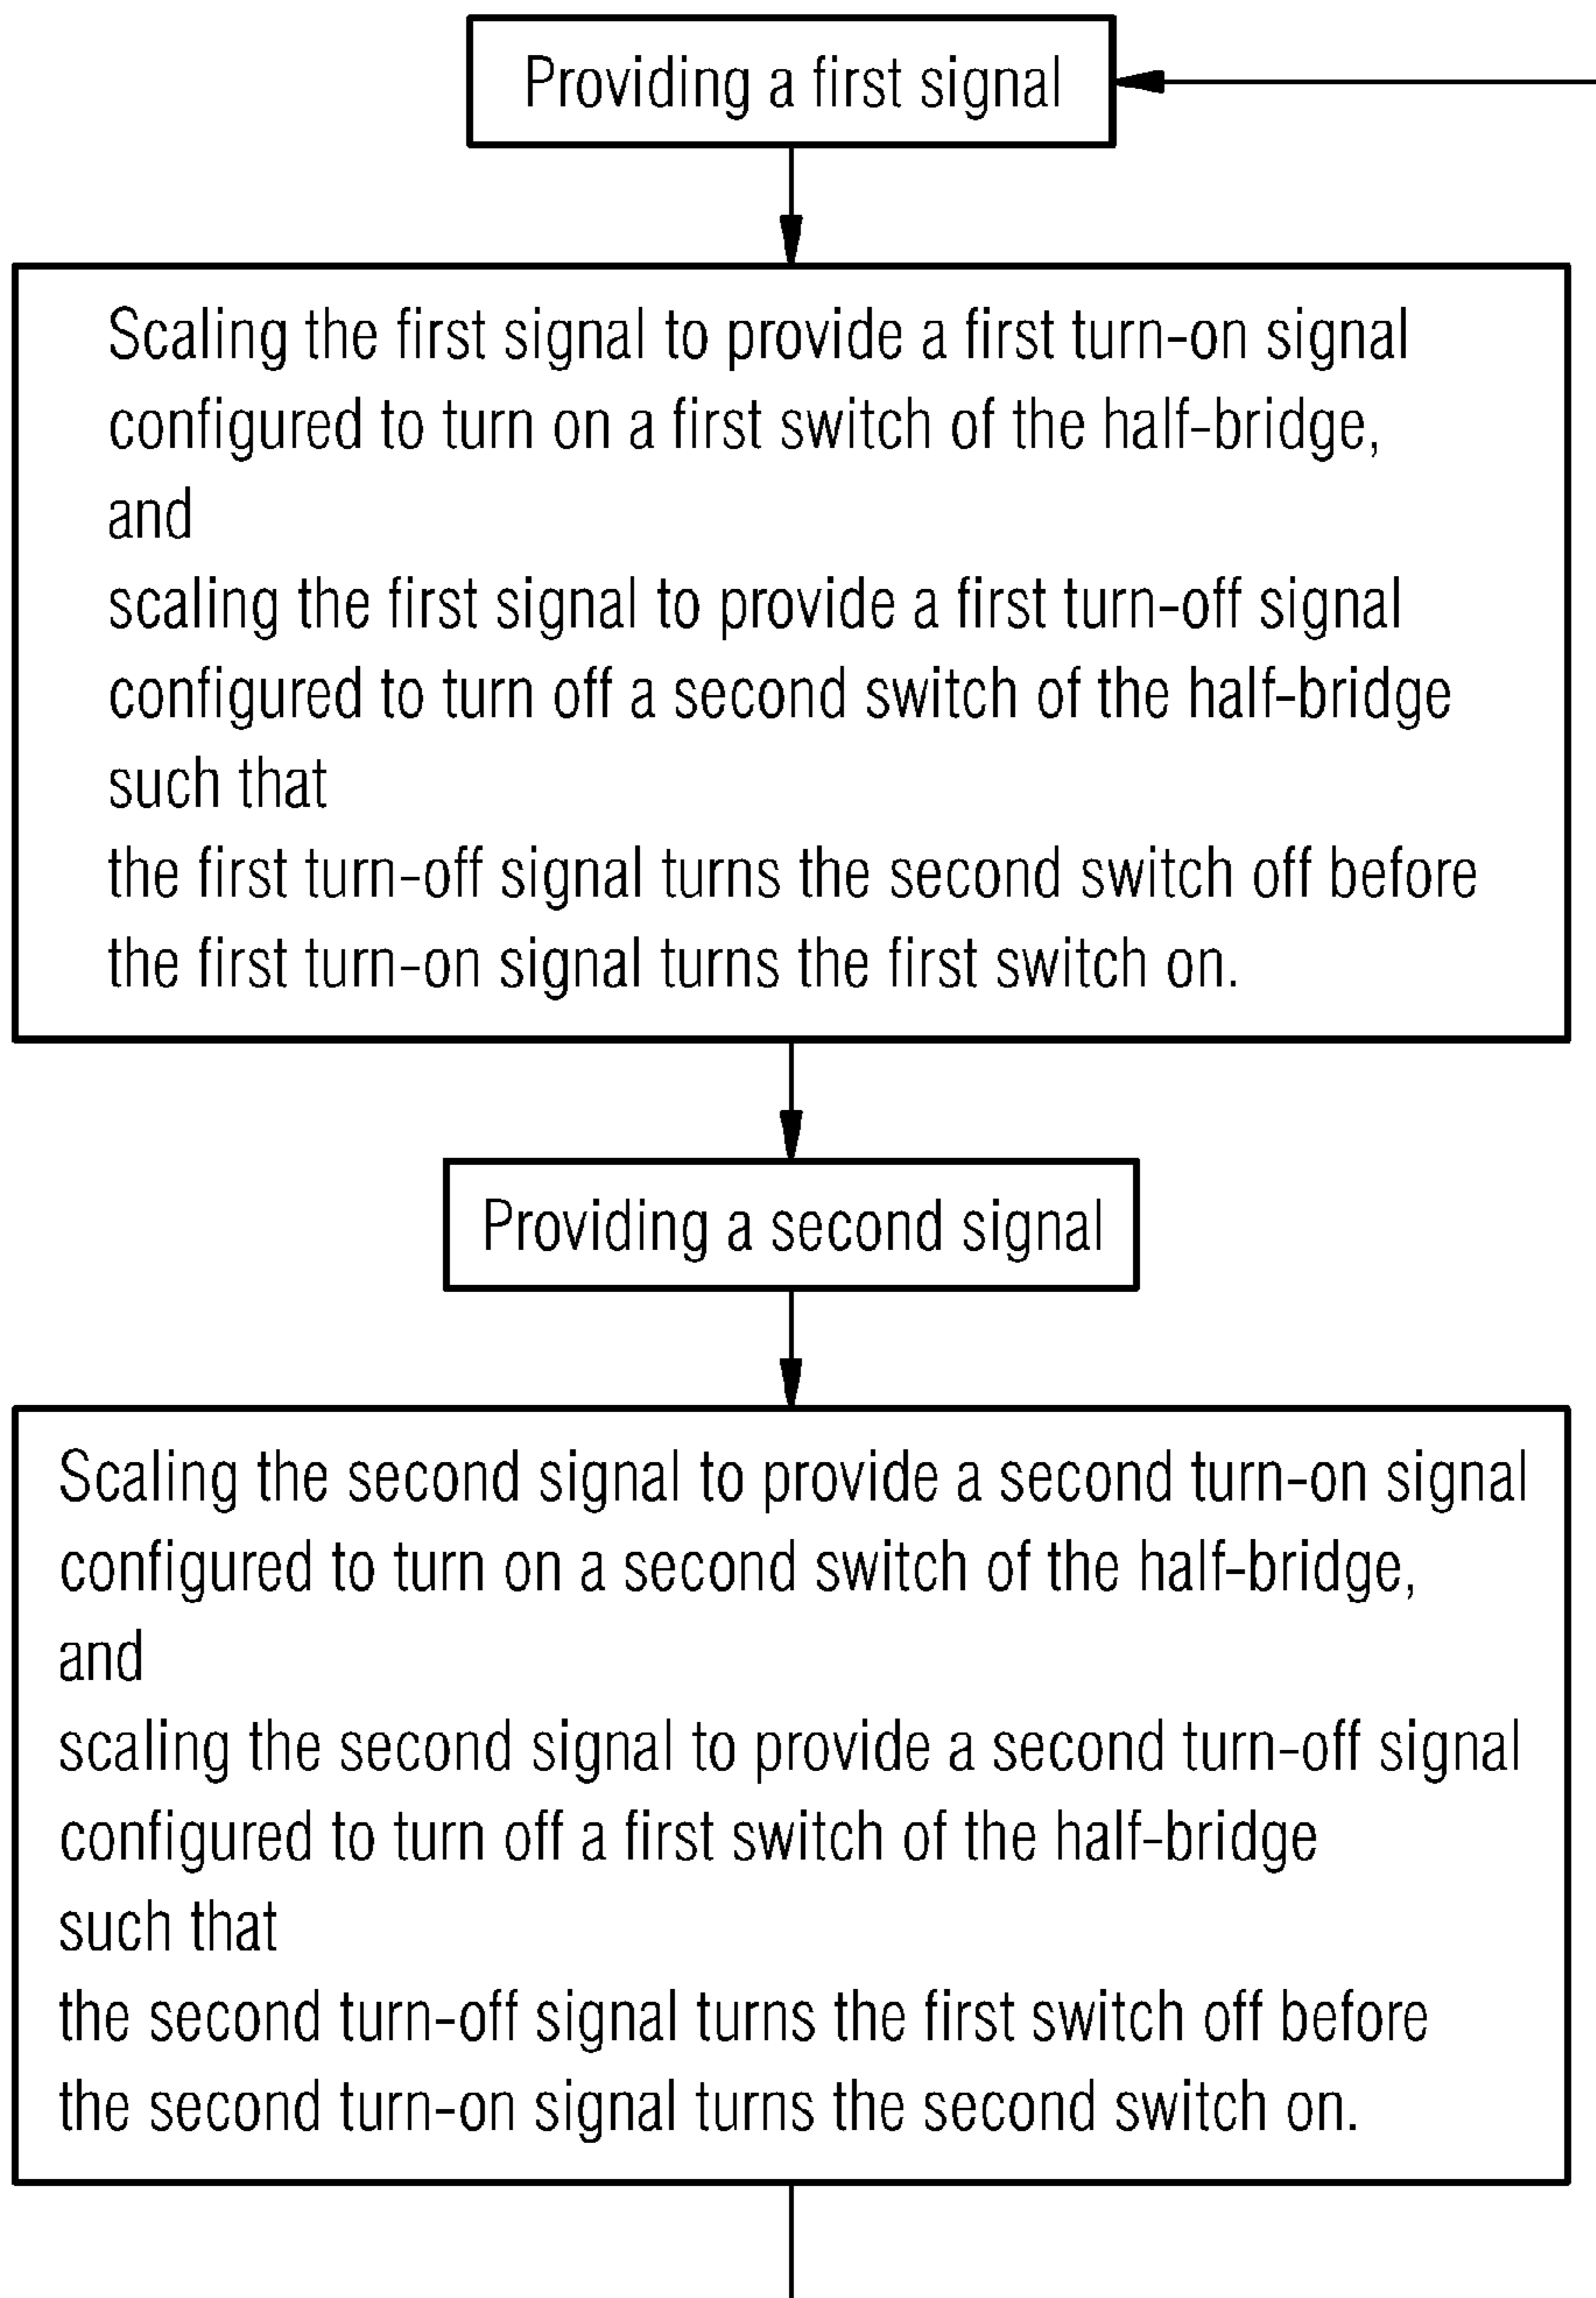 Providing a first signal
Scaling the first signal to provide a first turn-on signal
configured to turn on a first switch of the half-bridge,
and
scaling the first signal to provide a first turn-off signal
configured to turn off a second switch of the half-bridge
such that
the first turn-off signal turns the second switch off before
the first turn-on signal turns the first switch on.
Providing a second signal
Scaling the second signal to provide a second turn-on signal
configured to turn on a second switch of the half-bridge,
and
scaling the second signal to provide a second turn-off signal
configured to turn off a first switch of the half-bridge
such that
the second turn-off signal turns the first switch off before
the second turn-on signal turns the second switch on.